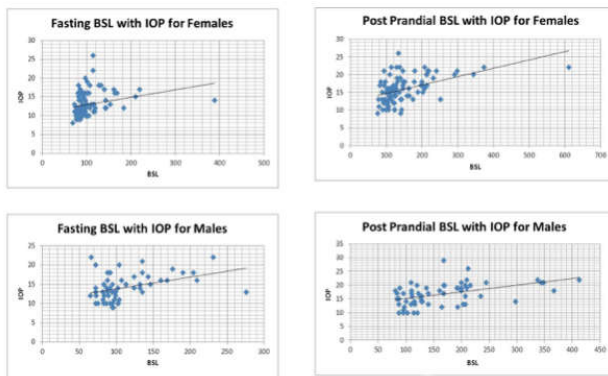 Fasting BSL with IOP for Females
30
25
20
15
10
5
0
IOP
0 100 200 300 400 500
BSL
Post Prandial BSL with IOP for Females
30
25
20
15
10
5
0
IOP
0 100 200 300 400 500 600 700
BSL
Fasting BSL with IOP for Males
25
20
15
10
5
0
IOP
0 50 100 150 200 250 300
BSL
Post Prandial BSL with IOP for Males
35
30
25
20
15
10
5
0
IOP
0 50 100 150 200 250 300 350 400 450
BSL